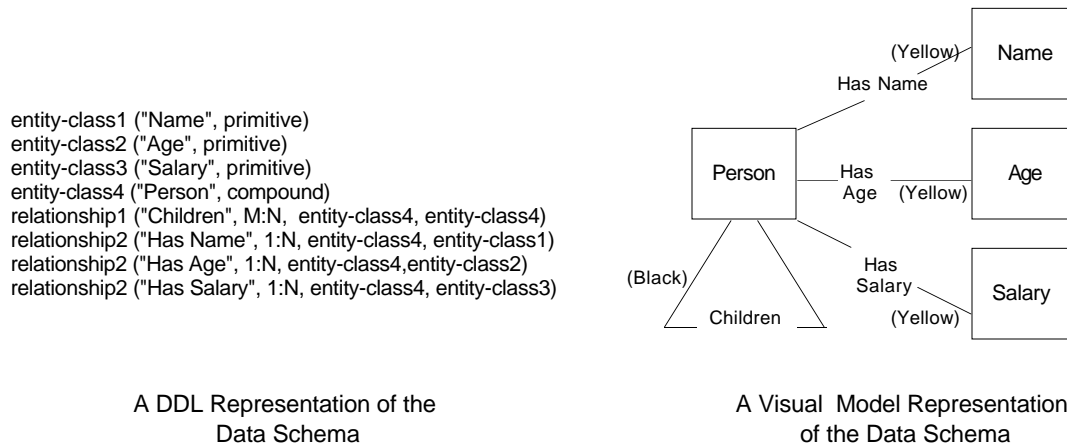 entity-class1 ("Name", primitive)
entity-class2 ("Age", primitive)
entity-class3 ("Salary", primitive)
entity-class4 ("Person", compound)
relationship1 ("Children", M:N,  entity-class4, entity-class4)
relationship2 ("Has Name", 1:N, entity-class4, entity-class1)
relationship2 ("Has Age", 1:N, entity-class4,entity-class2)
relationship2 ("Has Salary", 1:N, entity-class4, entity-class3)
A DDL Representation of the
Data Schema
(Yellow)
Name
Has Name
Person
Has
Age
(Yellow)
Age
(Black)
Children
Has
Salary
(Yellow)
Salary
A Visual Model Representation
of the Data Schema